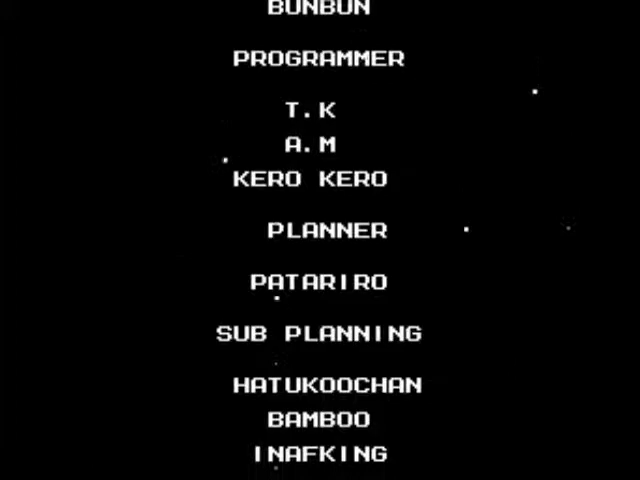 BUNBUN
PROGRAMMER
T.K
A.M
KERO KERO
PLANNER
PATARIRO
SUB PLANNING
HATUKOOCHAN
BAMBOO
INAFKING